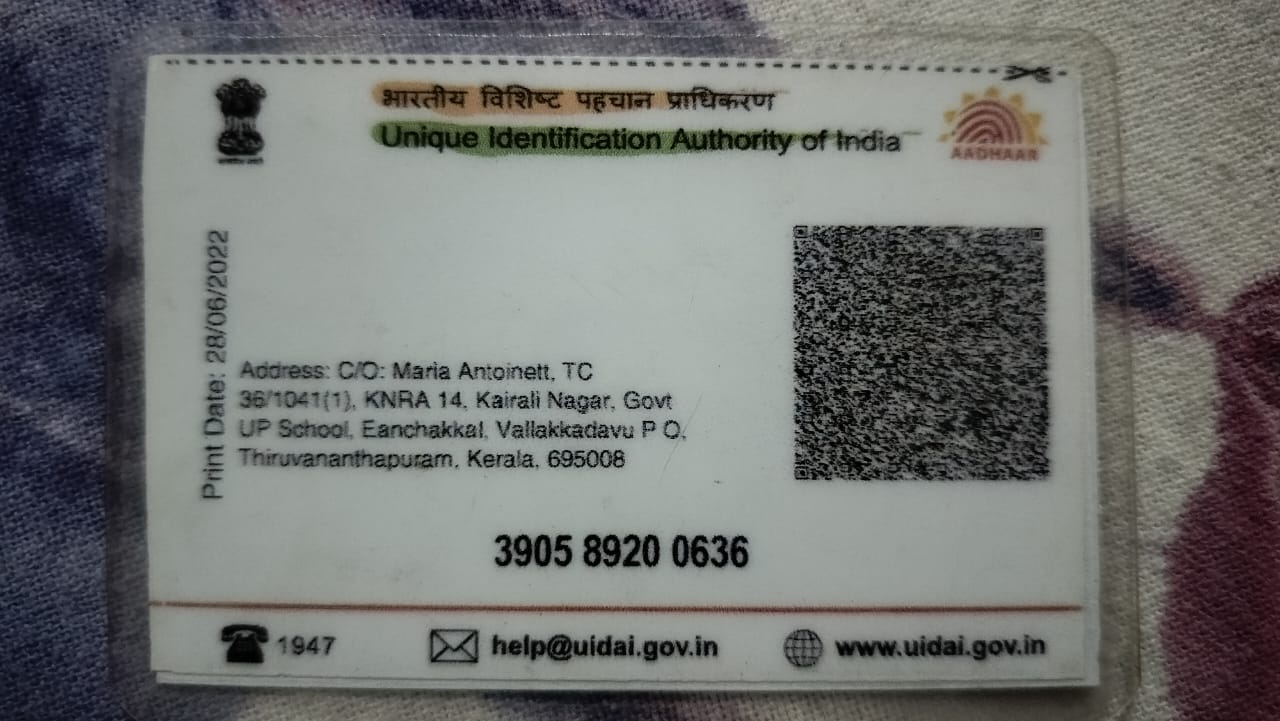 भारतीय विशिष्ट पहचान प्राधिकरण
Unique Identification Authority of India
AADHAAR
Print Date: 28/06/2022
Address: C/O: Maria Antoinett, TC
36/1041(1), KNRA 14, Kairali Nagar, Govt
UP School, Eanchakkal, Vallakkadavu P O,
Thiruvananthapuram, Kerala, 695008
3905 8920 0636
1947
help@uidai.gov.in
www.uidai.gov.in